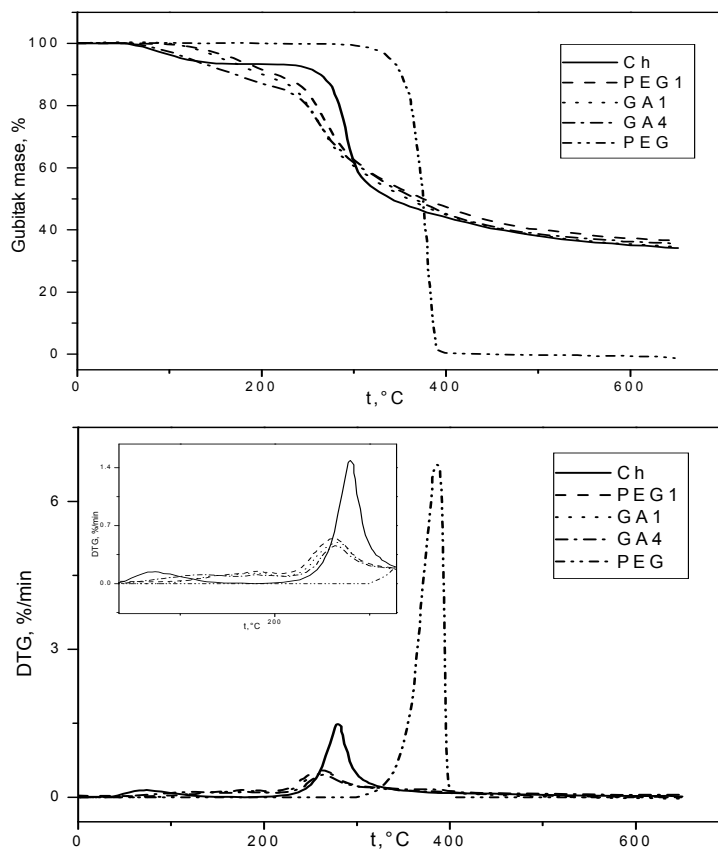 100
80
60
40
20
0
Gubitak mase, %
Ch
PEG1
GA1
GA4
PEG
0
200
400
600
t,°C
6
3
0
DTG, %/min
1.4
0.7
0.0
DTG, %/min
200
t,°C
Ch
PEG1
GA1
GA4
PEG
0
200
400
600
t,°C